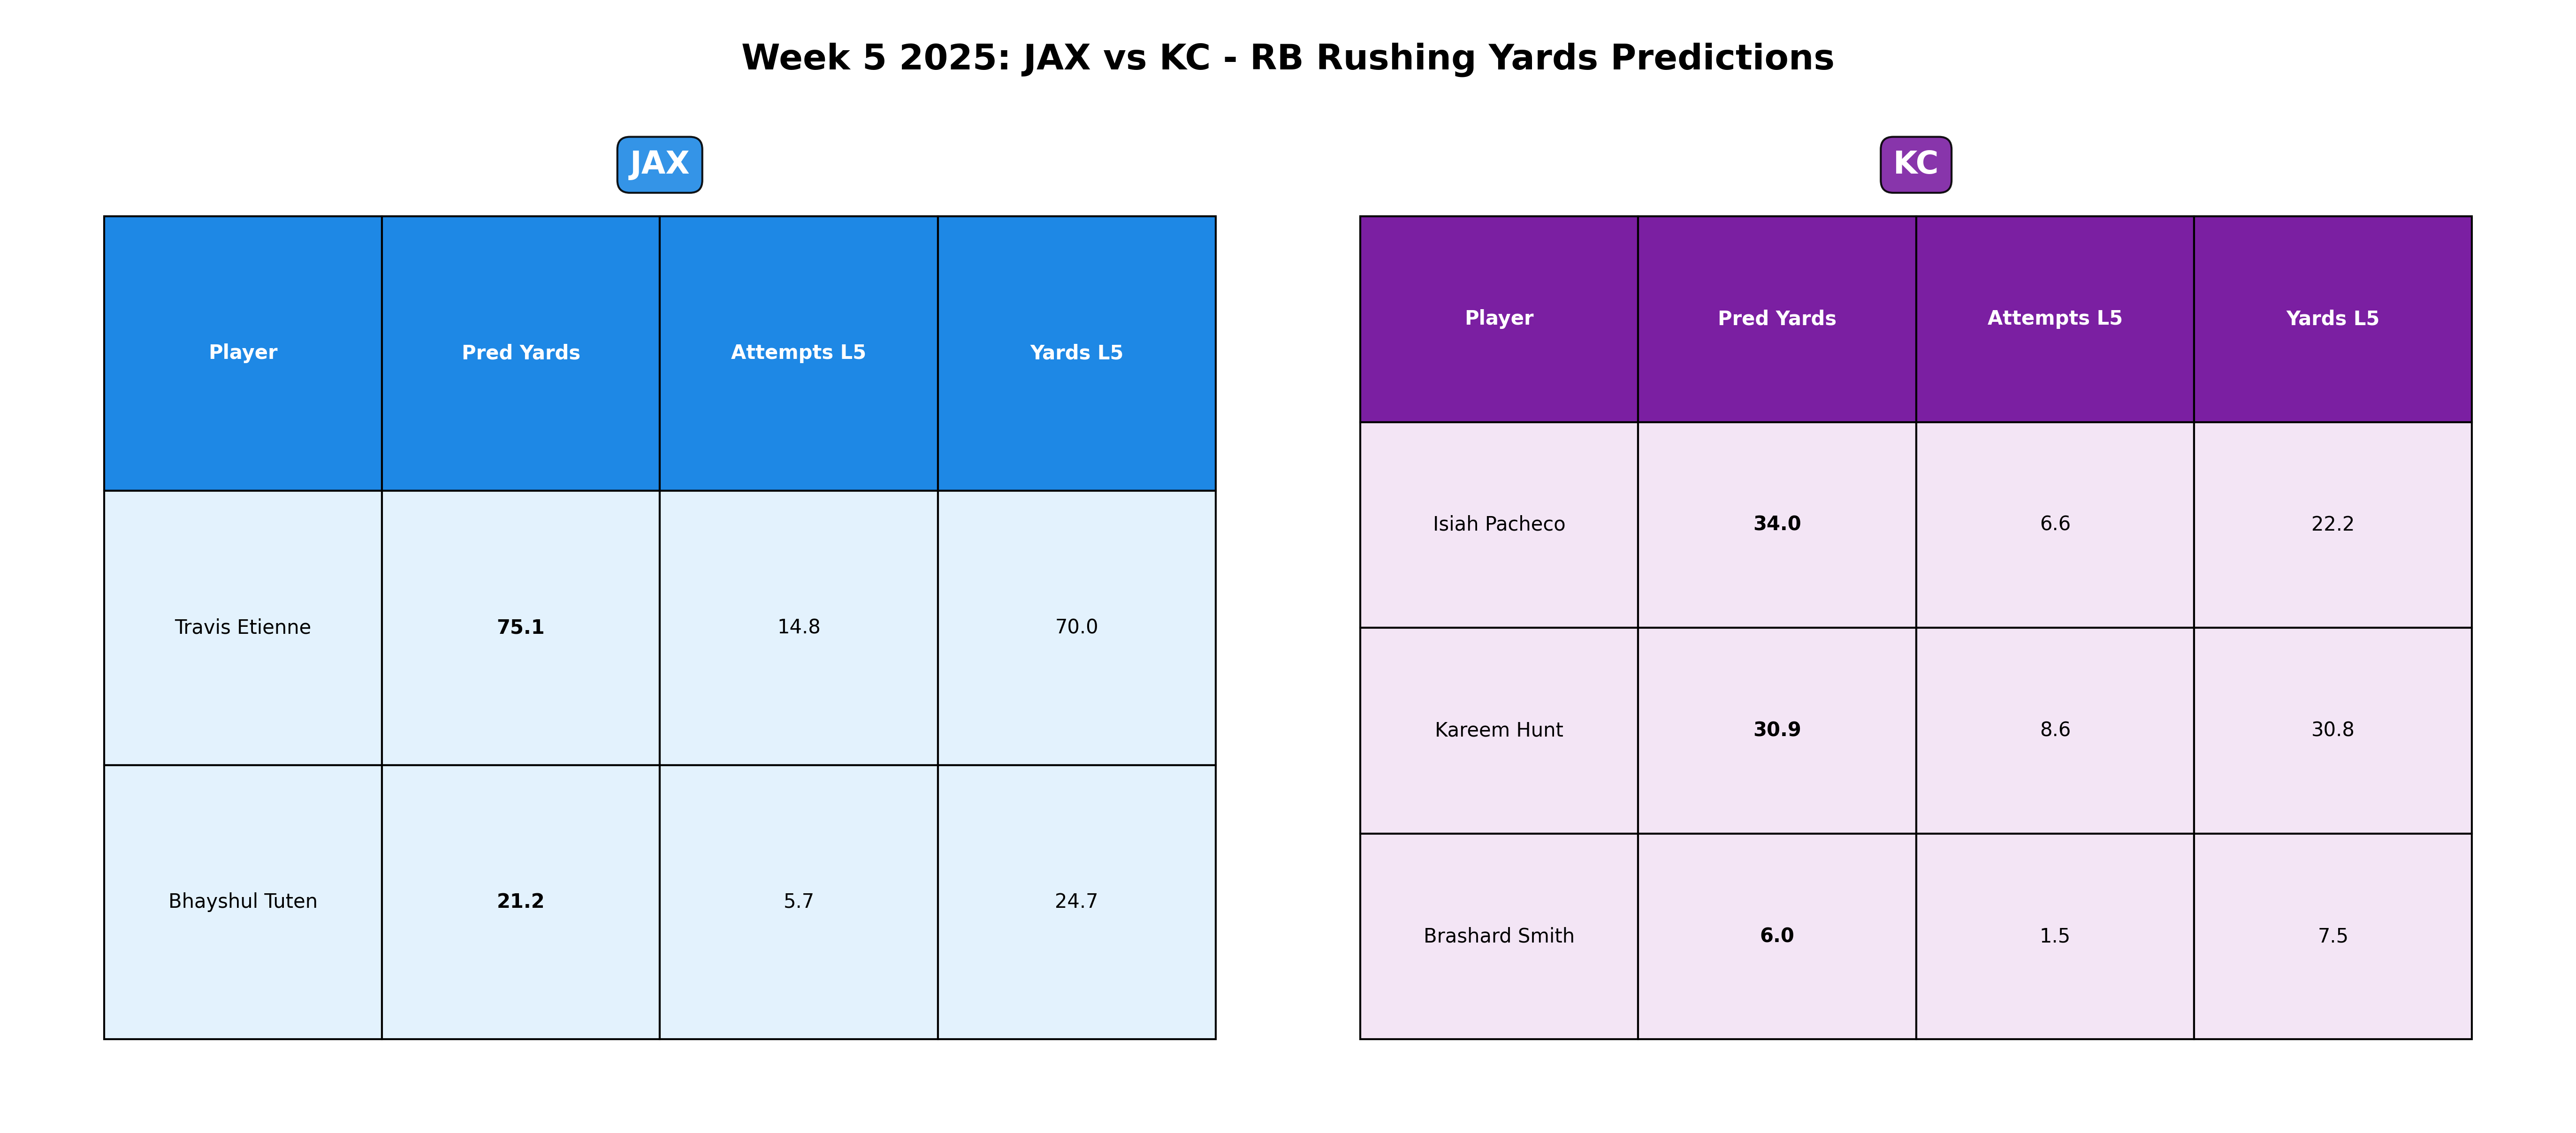 Week 5 2025: JAX vs KC - RB Rushing Yards Predictions
JAX
Player Pred Yards Attempts L5 Yards L5
Travis Etienne 75.1 14.8 70.0
Bhayshul Tuten 21.2 5.7 24.7
KC
Player Pred Yards Attempts L5 Yards L5
Isiah Pacheco 34.0 6.6 22.2
Kareem Hunt 30.9 8.6 30.8
Brashard Smith 6.0 1.5 7.5